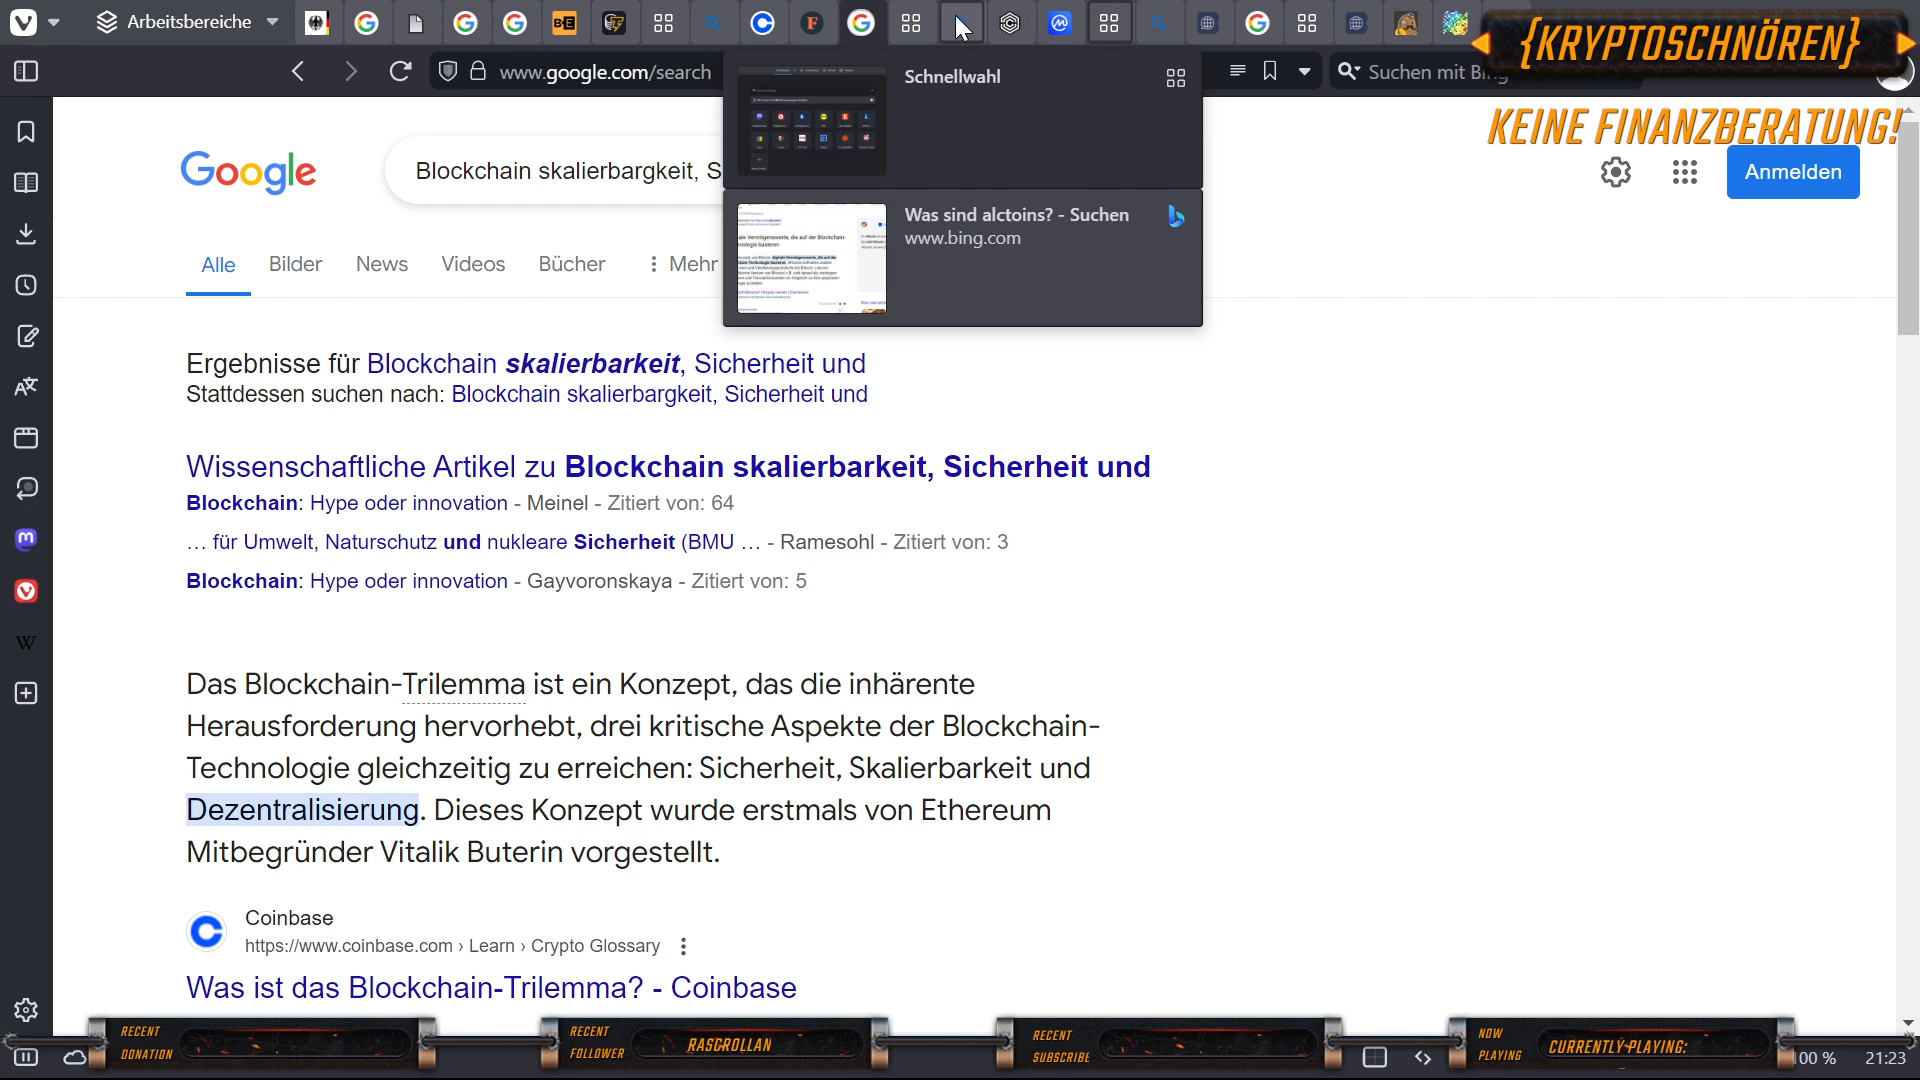 Arbeitsbereiche
{KRYPTOSCHNÖREN}
www.google.com/search
Suchen mit Bing
Schnellwahl
KEINE FINANZBERATUNG!
Google
Blockchain skalierbargkeit, S
Anmelden
Was sind alctoins? - Suchen
www.bing.com
Alle
Bilder
News
Videos
Bücher
Mehr
Ergebnisse für Blockchain skalierbarkeit, Sicherheit und
Stattdessen suchen nach: Blockchain skalierbargkeit, Sicherheit und
Wissenschaftliche Artikel zu Blockchain skalierbarkeit, Sicherheit und
Blockchain: Hype oder innovation - Meinel - Zitiert von: 64
... für Umwelt, Naturschutz und nukleare Sicherheit (BMU ... - Ramesohl - Zitiert von: 3
Blockchain: Hype oder innovation - Gayvoronskaya - Zitiert von: 5
Das Blockchain-Trilemma ist ein Konzept, das die inhärente
Herausforderung hervorhebt, drei kritische Aspekte der Blockchain-
Technologie gleichzeitig zu erreichen: Sicherheit, Skalierbarkeit und
Dezentralisierung. Dieses Konzept wurde erstmals von Ethereum
Mitbegründer Vitalik Buterin vorgestellt.
Coinbase
https://www.coinbase.com › Learn › Crypto Glossary
Was ist das Blockchain-Trilemma? - Coinbase
RECENT
DONATION
RECENT
FOLLOWER
RASGROLLAN
RECENT
SUBSCRIBE
NOW
PLAYING
CURRENTLY PLAYING:
00 %
21:23